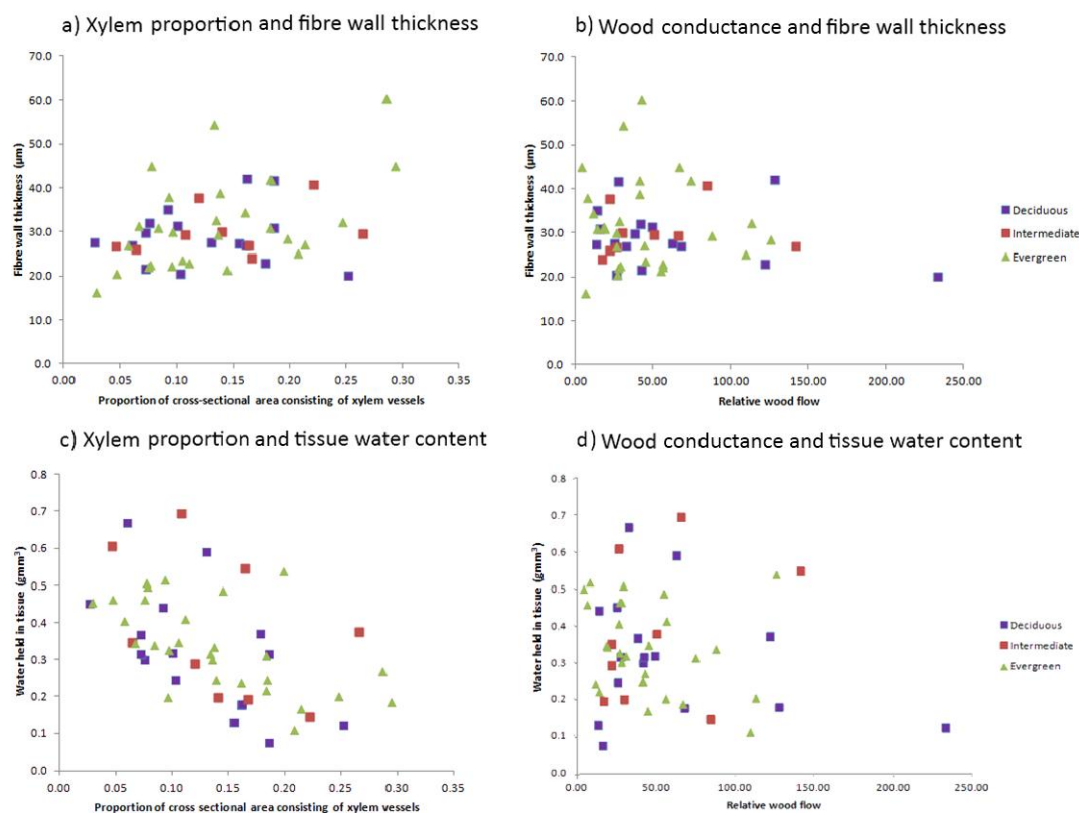 a) Xylem proportion and fibre wall thickness
70.0
60.0
50.0
40.0
30.0
20.0
10.0
0.0
Fibre wall thickness (µm)
0.00 0.05 0.10 0.15 0.20 0.25 0.30 0.35
Proportion of cross-sectional area consisting of xylem vessels
b) Wood conductance and fibre wall thickness
70.0
60.0
50.0
40.0
30.0
20.0
10.0
0.0
Fibre wall thickness (µm)
0.00 50.00 100.00 150.00 200.00 250.00
Relative wood flow
Deciduous
Intermediate
Evergreen
c) Xylem proportion and tissue water content
0.8
0.7
0.6
0.5
0.4
0.3
0.2
0.1
0.0
Water held in tissue (gmm³)
0.00 0.05 0.10 0.15 0.20 0.25 0.30 0.35
Proportion of cross sectional area consisting of xylem vessels
d) Wood conductance and tissue water content
0.8
0.7
0.6
0.5
0.4
0.3
0.2
0.1
0.0
Water held in tissue (gmm³)
0.00 50.00 100.00 150.00 200.00 250.00
Relative wood flow
Deciduous
Intermediate
Evergreen